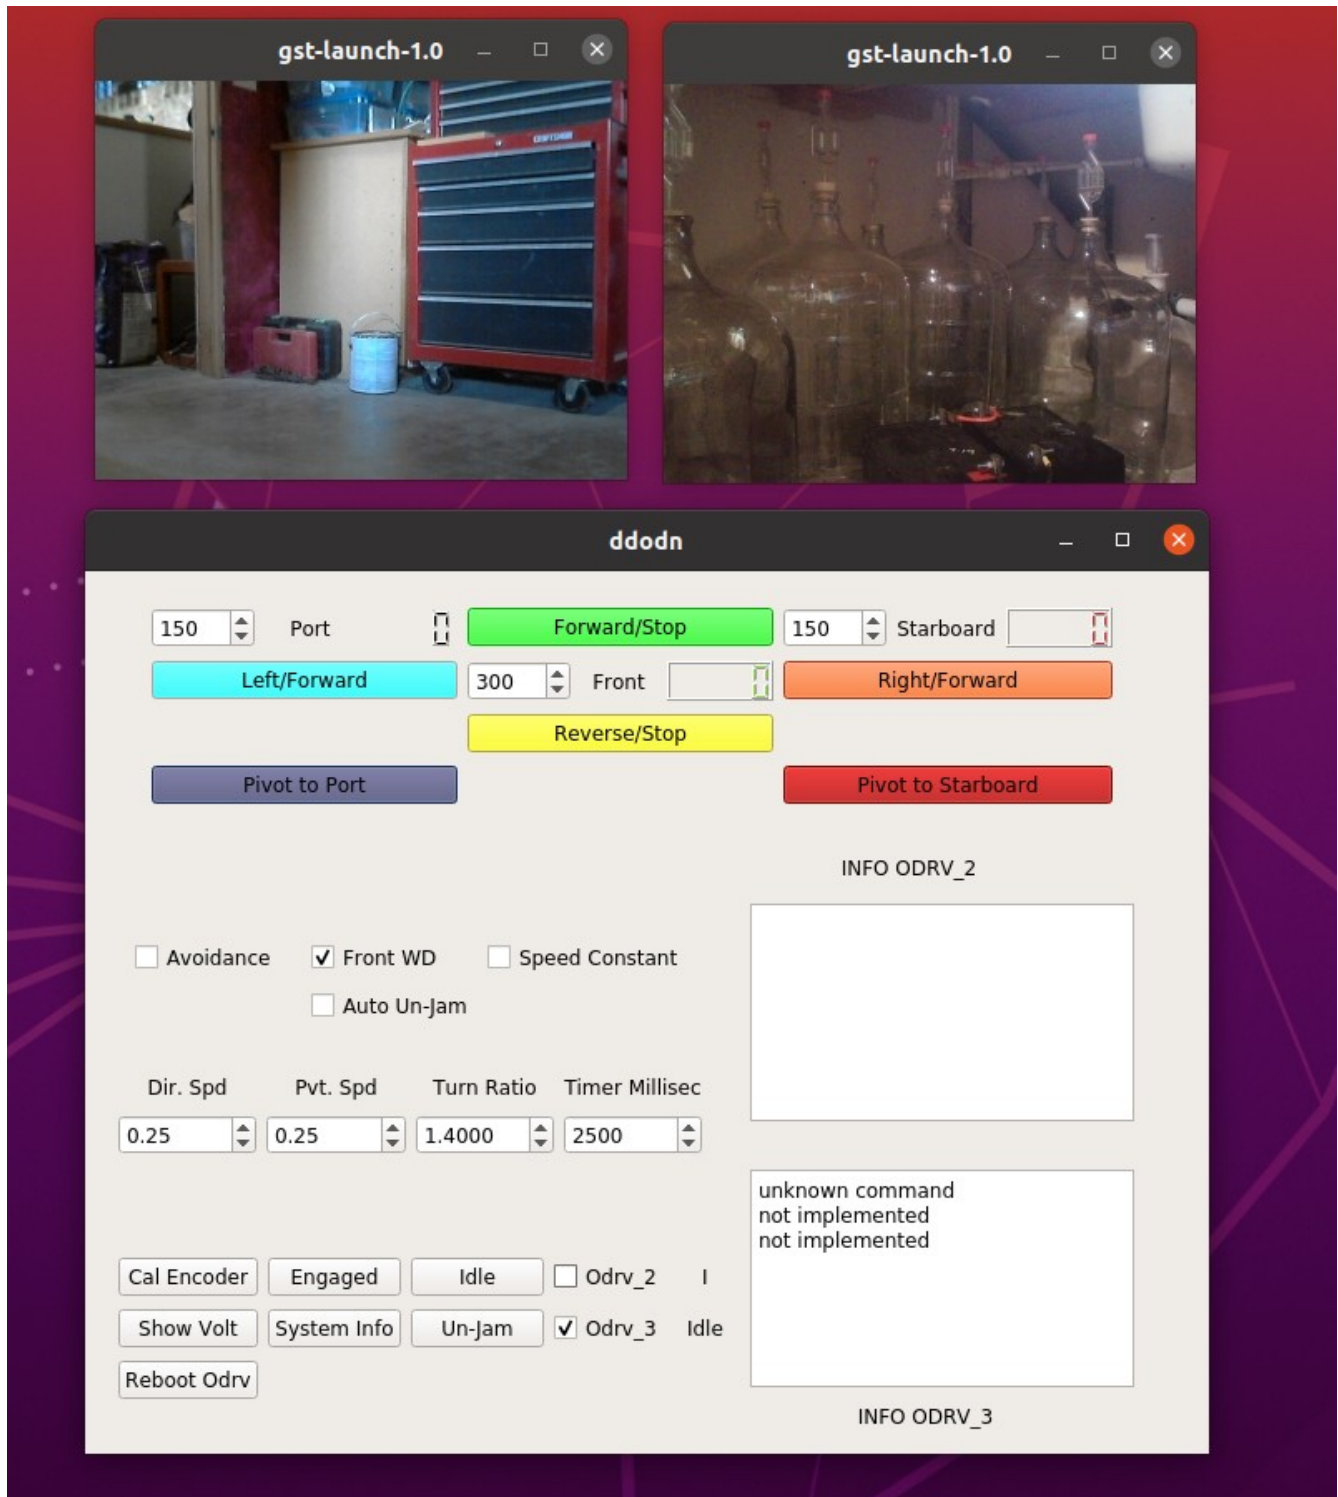 gst-launch-1.0
gst-launch-1.0
CRAFTSMAN
ddodn
150 Port 0 Forward/Stop 150 Starboard 0
Left/Forward 300 Front 0 Right/Forward
Reverse/Stop
Pivot to Port Pivot to Starboard
INFO ODRV_2
Avoidance Front WD Speed Constant
Auto Un-Jam
Dir. Spd Pvt. Spd Turn Ratio Timer Millisec
0.25 0.25 1.4000 2500
unknown command
not implemented
not implemented
Cal Encoder Engaged Idle Odrv_2 I
Show Volt System Info Un-Jam Odrv_3 Idle
Reboot Odrv
INFO ODRV_3